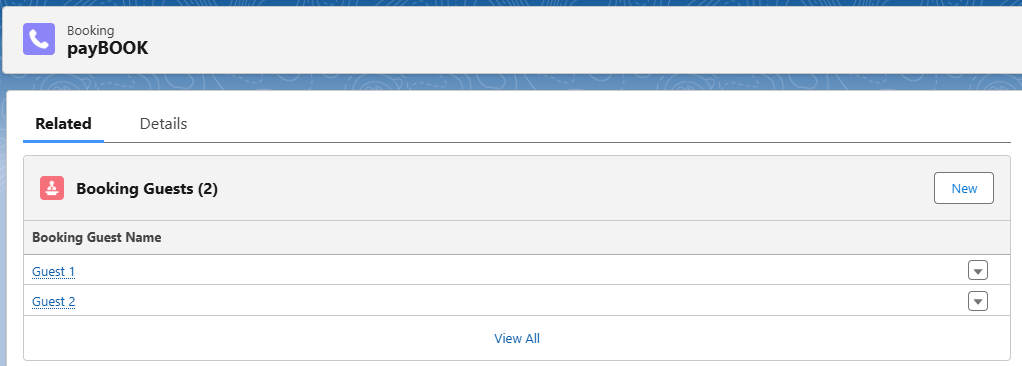 Booking
payBOOK
Related Details
Booking Guests (2) New
Booking Guest Name
Guest 1
Guest 2
View All